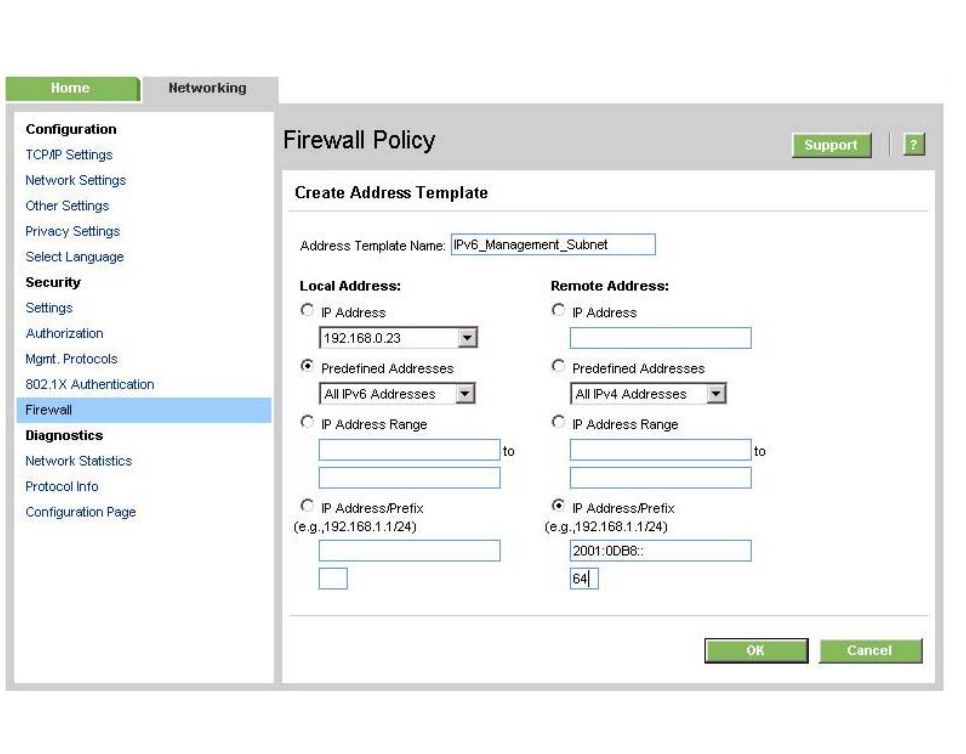 Home
Networking
Configuration
TCP/IP Settings
Network Settings
Other Settings
Privacy Settings
Select Language
Security
Settings
Authorization
Mgmt. Protocols
802.1X Authentication
Firewall
Diagnostics
Network Statistics
Protocol Info
Configuration Page
Firewall Policy
Support
?
Create Address Template
Address Template Name: IPv6_Management_Subnet
Local Address:
IP Address
192.168.0.23
Predefined Addresses
All IPv6 Addresses
IP Address Range
to
IP Address/Prefix
(e.g.,192.168.1.1/24)
Remote Address:
IP Address
Predefined Addresses
All IPv4 Addresses
IP Address Range
to
IP Address/Prefix
(e.g.,192.168.1.1/24)
2001:0DB8::
64
OK
Cancel